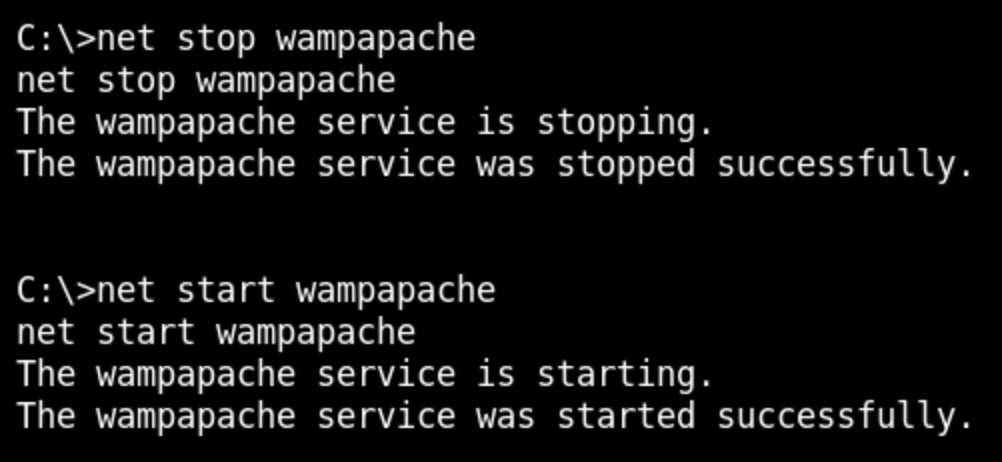 C:\>net stop wampapache
net stop wampapache
The wampapache service is stopping.
The wampapache service was stopped successfully.
C:\>net start wampapache
net start wampapache
The wampapache service is starting.
The wampapache service was started successfully.